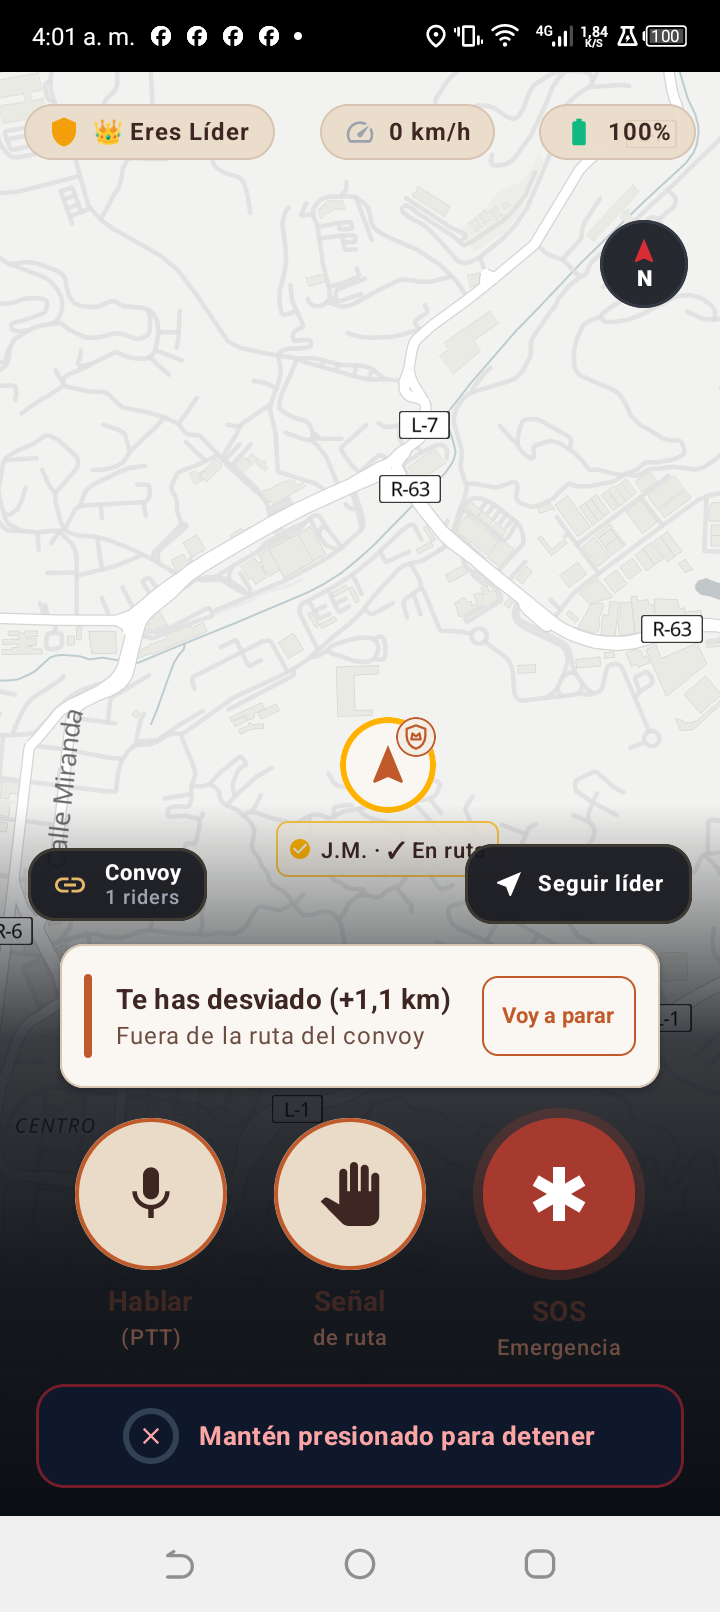 4:01 a. m.
4G
1,84
K/S
100
👑 Eres Líder
0 km/h
100%
N
L-7
R-63
R-63
Calle Miranda
J.M. · ✓ En ruta
Convoy
1 riders
Seguir líder
R-6
Te has desviado (+1,1 km)
Fuera de la ruta del convoy
Voy a parar
L-1
L-1
CENTRO
Hablar
(PTT)
Señal
de ruta
SOS
Emergencia
Mantén presionado para detener